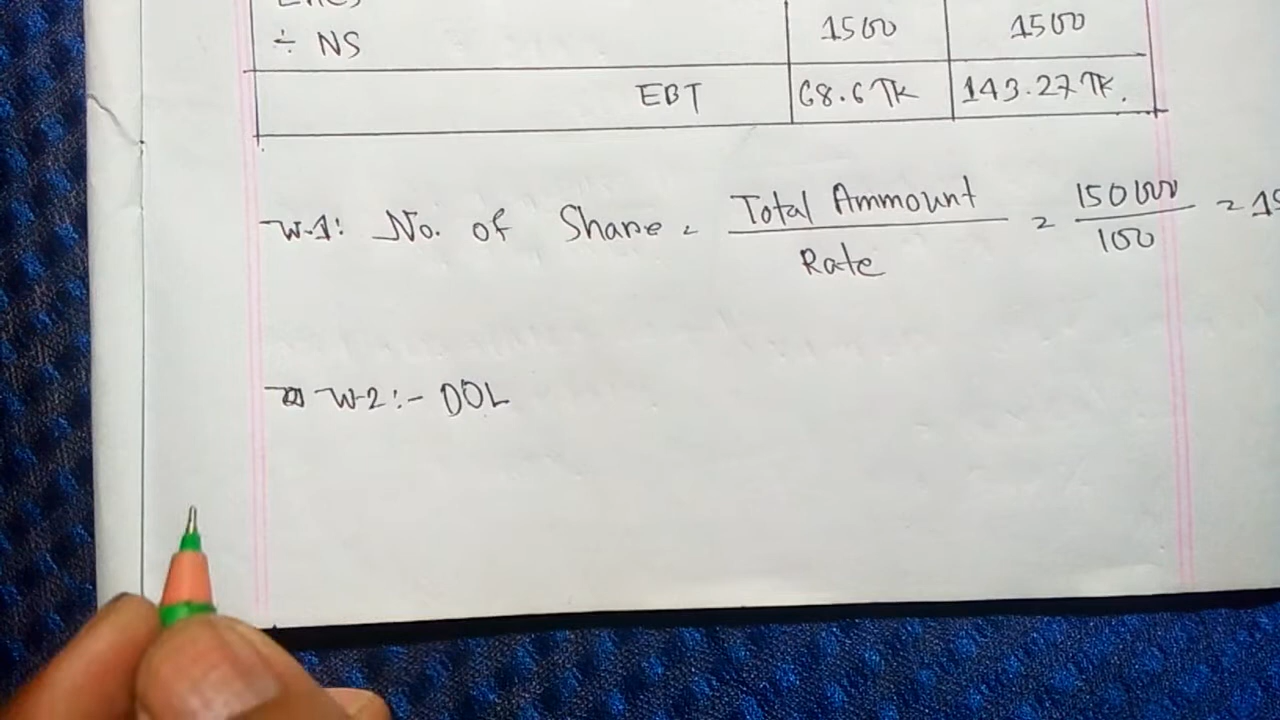 ÷ NS 1500 1500
EBT 68.6 TK 143.27 TK.
W-1: No. of Share = Total Ammount / Rate = 150000 / 100 = 15
W-2:- DOL